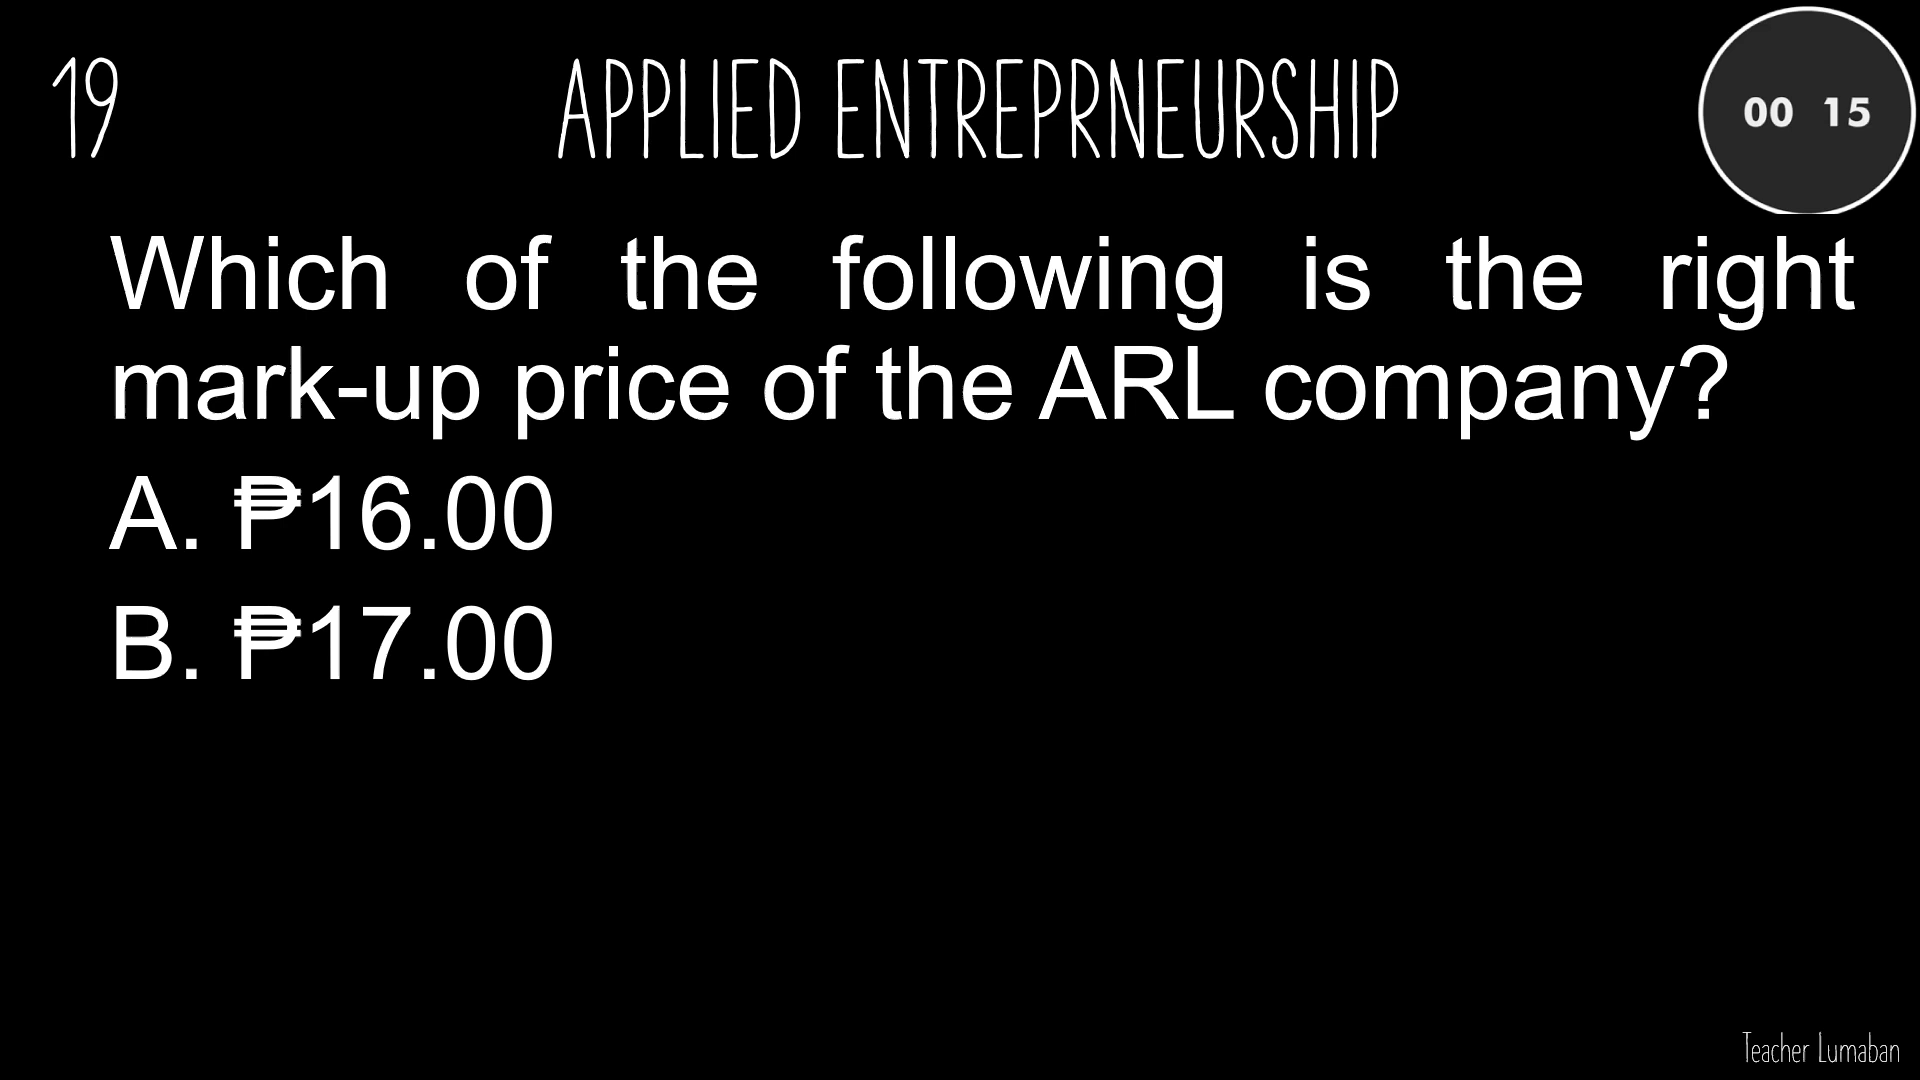 19
APPLIED ENTREPRNEURSHIP
00 15
Which of the following is the right
mark-up price of the ARL company?
A. ₱16.00
B. ₱17.00
Teacher Lumaban